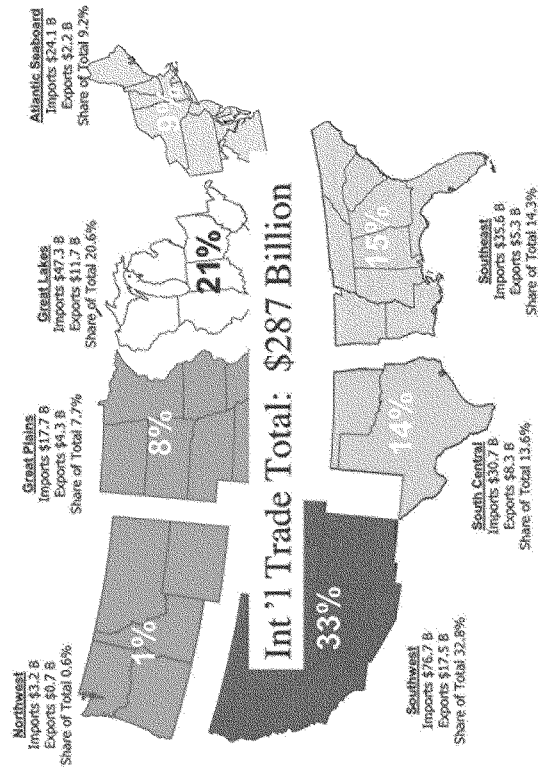 Northwest
Imports $3.2 B
Exports $0.7 B
Share of Total 0.6%
1%
Great Plains
Imports $17.7 B
Exports $4.3 B
Share of Total 7.7%
8%
Great Lakes
Imports $47.3 B
Exports $11.7 B
Share of Total 20.6%
21%
Atlantic Seaboard
Imports $24.1 B
Exports $2.2 B
Share of Total 9.2%
9%
Int'l Trade Total: $287 Billion
33%
Southwest
Imports $76.7 B
Exports $17.5 B
Share of Total 32.8%
14%
South Central
Imports $30.7 B
Exports $8.3 B
Share of Total 13.6%
15%
Southeast
Imports $35.6 B
Exports $5.3 B
Share of Total 14.3%